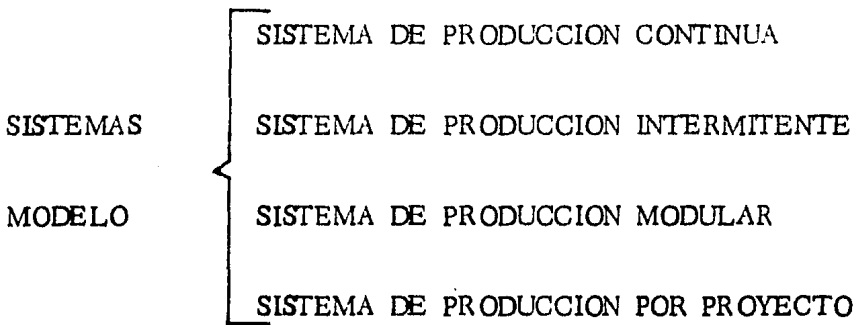 SISTEMA DE PRODUCCION CONTINUA
SISTEMAS
SISTEMA DE PRODUCCION INTERMITENTE
MODELO
SISTEMA DE PRODUCCION MODULAR
SISTEMA DE PRODUCCION POR PROYECTO